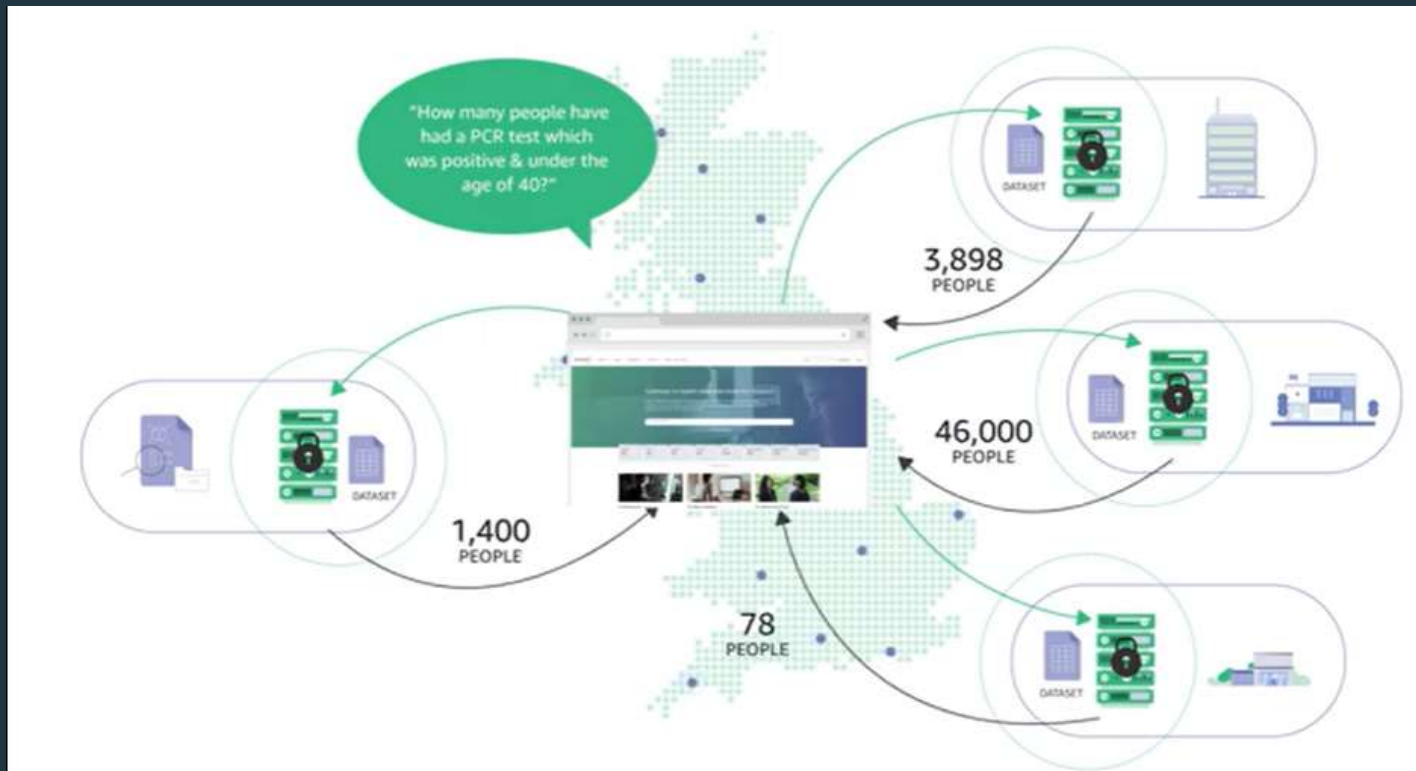 "How many people have
had a PCR test which
was positive & under the
age of 40?"
DATASET
3,898
PEOPLE
DATASET
46,000
PEOPLE
DATASET
1,400
PEOPLE
78
PEOPLE
DATASET